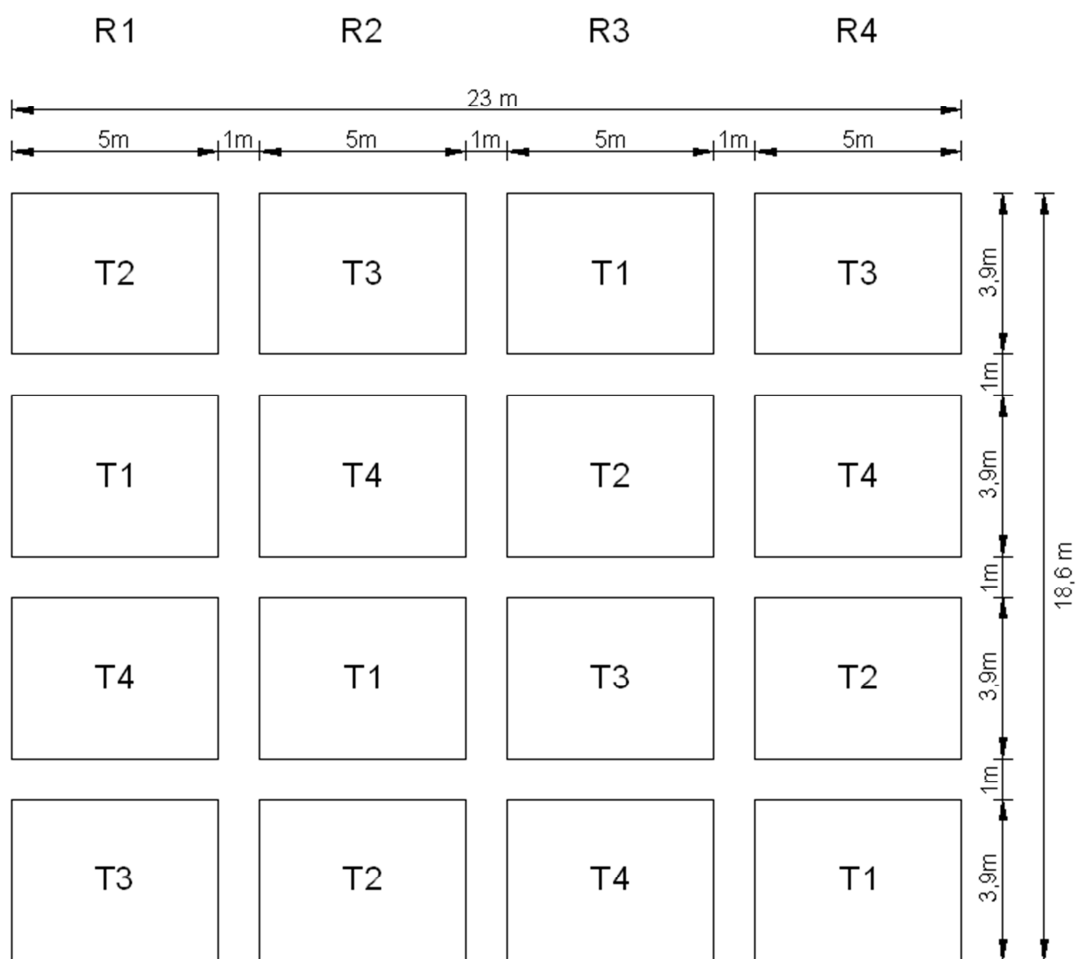 R1 R2 R3 R4
23 m
5m 1m 5m 1m 5m 1m 5m
T2 T3 T1 T3
3,9m
1m
T1 T4 T2 T4
3,9m
18,6 m
1m
T4 T1 T3 T2
3,9m
1m
T3 T2 T4 T1
3,9m